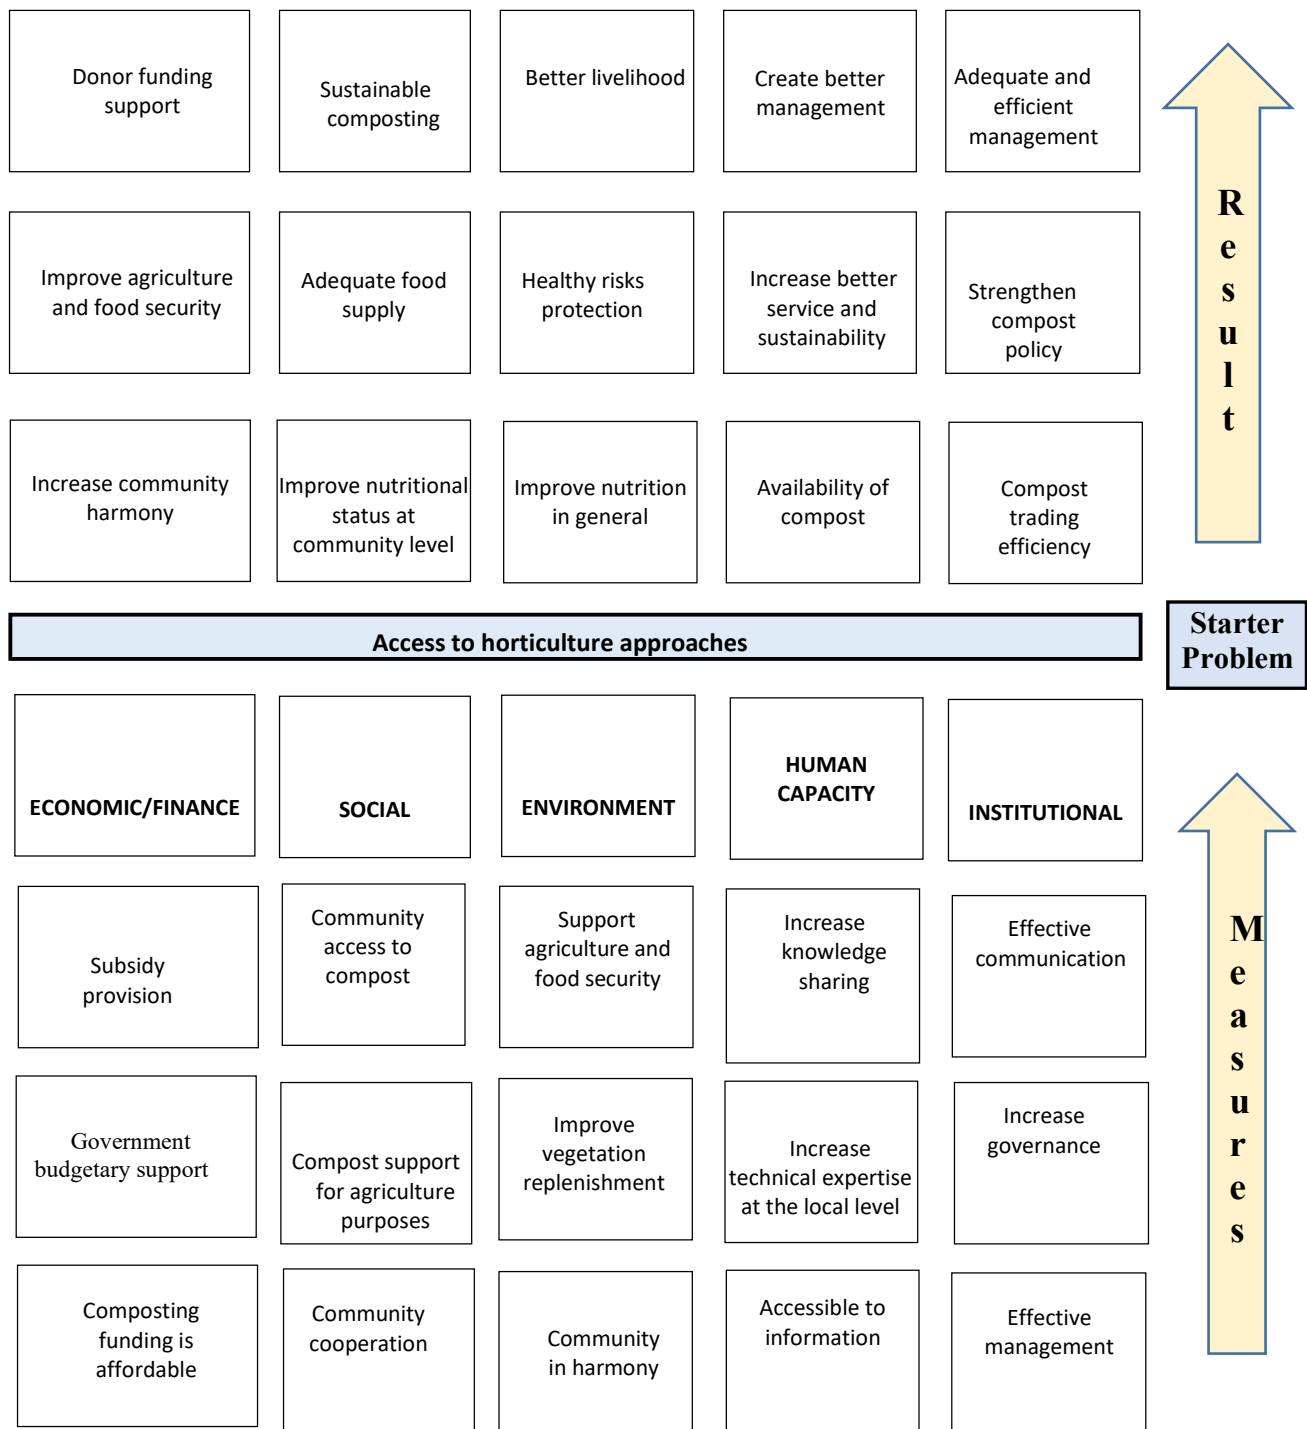 Donor funding
support
Sustainable
composting
Better livelihood
Create better
management
Adequate and
efficient
management
Improve agriculture
and food security
Adequate food
supply
Healthy risks
protection
Increase better
service and
sustainability
Strengthen
compost
policy
Increase community
harmony
Improve nutritional
status at
community level
Improve nutrition
in general
Availability of
compost
Compost
trading
efficiency
Result
Access to horticulture approaches
Starter
Problem
ECONOMIC/FINANCE
SOCIAL
ENVIRONMENT
HUMAN
CAPACITY
INSTITUTIONAL
Subsidy
provision
Community
access to
compost
Support
agriculture and
food security
Increase
knowledge
sharing
Effective
communication
Government
budgetary support
Compost support
for agriculture
purposes
Improve
vegetation
replenishment
Increase
technical expertise
at the local level
Increase
governance
Composting
funding is
affordable
Community
cooperation
Community
in harmony
Accessible to
information
Effective
management
Measures